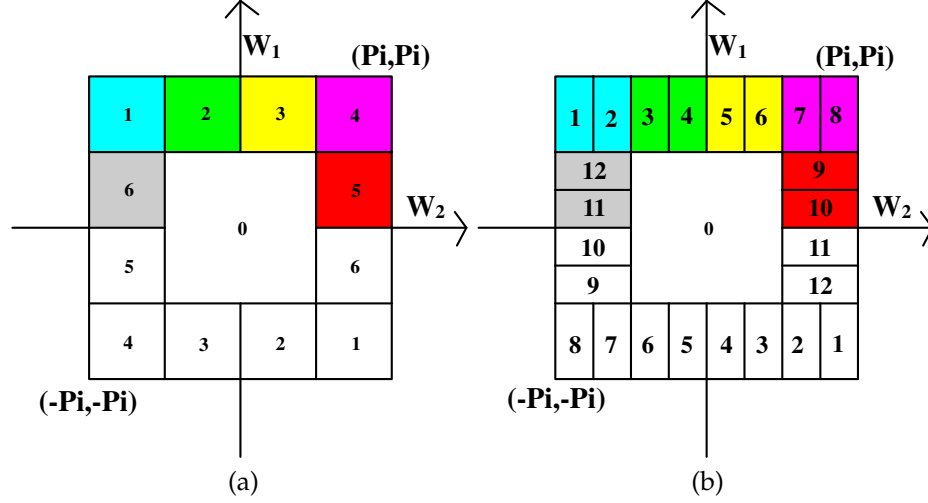 W1 W1
(Pi,Pi) (Pi,Pi)
1 2 3 4 1 2 3 4 5 6 7 8
6 5 12 9
11 10
W2 W2
0 0
5 6 10 11
9 12
4 3 2 1 8 7 6 5 4 3 2 1
(-Pi,-Pi) (-Pi,-Pi)
(a) (b)